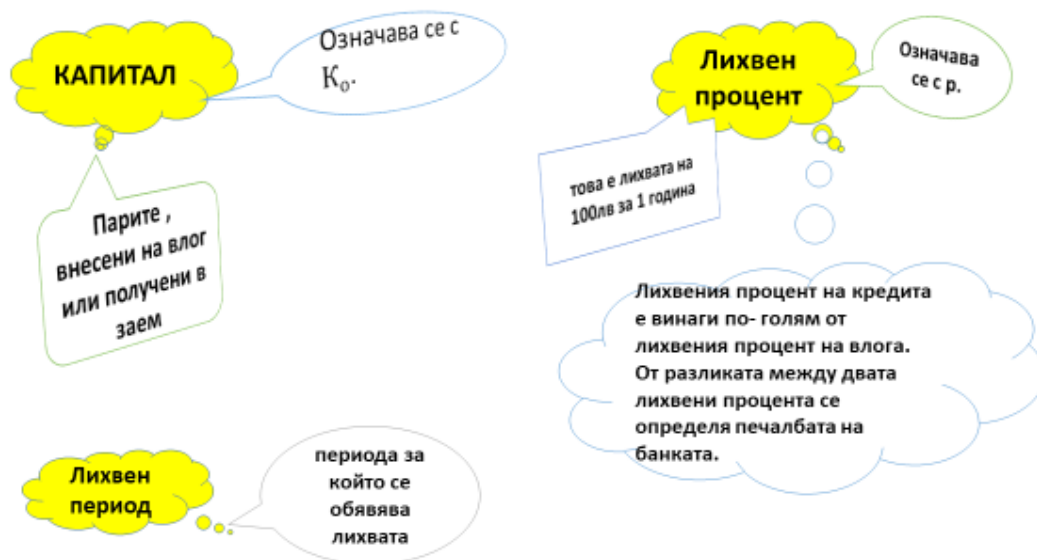 КАПИТАЛ
Означава се с
Kₒ.
Парите ,
внесени на влог
или получени в
заем
Лихвен
процент
Означава
се с р.
това е лихвата на
100лв за 1 година
Лихвения процент на кредита
е винаги по- голям от
лихвения процент на влога.
От разликата между двата
лихвени процента се
определя печалбата на
банката.
Лихвен
период
периода за
който се
обявява
лихвата